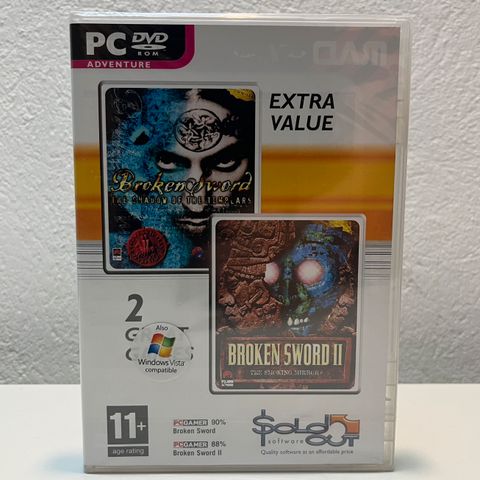 PC DVD
ROM
ADVENTURE
EXTRA
VALUE
Broken Sword
THE SHADOW OF THE TEMPLARS
BROKEN SWORD II
THE SMOKING MIRROR
2
Also
Windows Vista
compatible
11+
age rating
PCGAMER 90%
Broken Sword
PCGAMER 88%
Broken Sword II
Sold OUT
software
Quality software at an affordable price